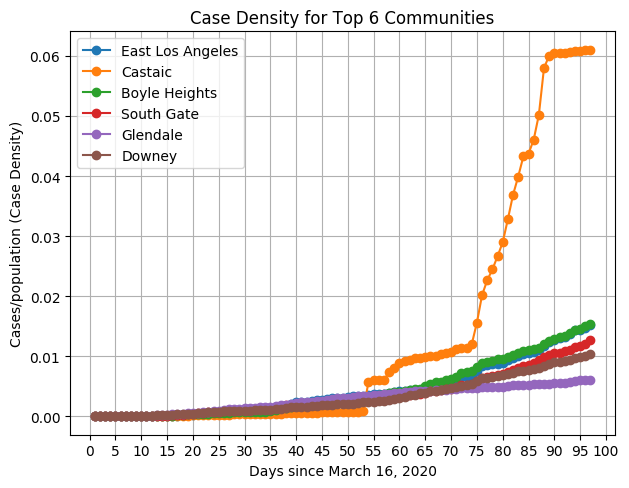 Case Density for Top 6 Communities
East Los Angeles
Castaic
Boyle Heights
South Gate
Glendale
Downey
Cases/population (Case Density)
0.06
0.05
0.04
0.03
0.02
0.01
0.00
0 5 10 15 20 25 30 35 40 45 50 55 60 65 70 75 80 85 90 95 100
Days since March 16, 2020